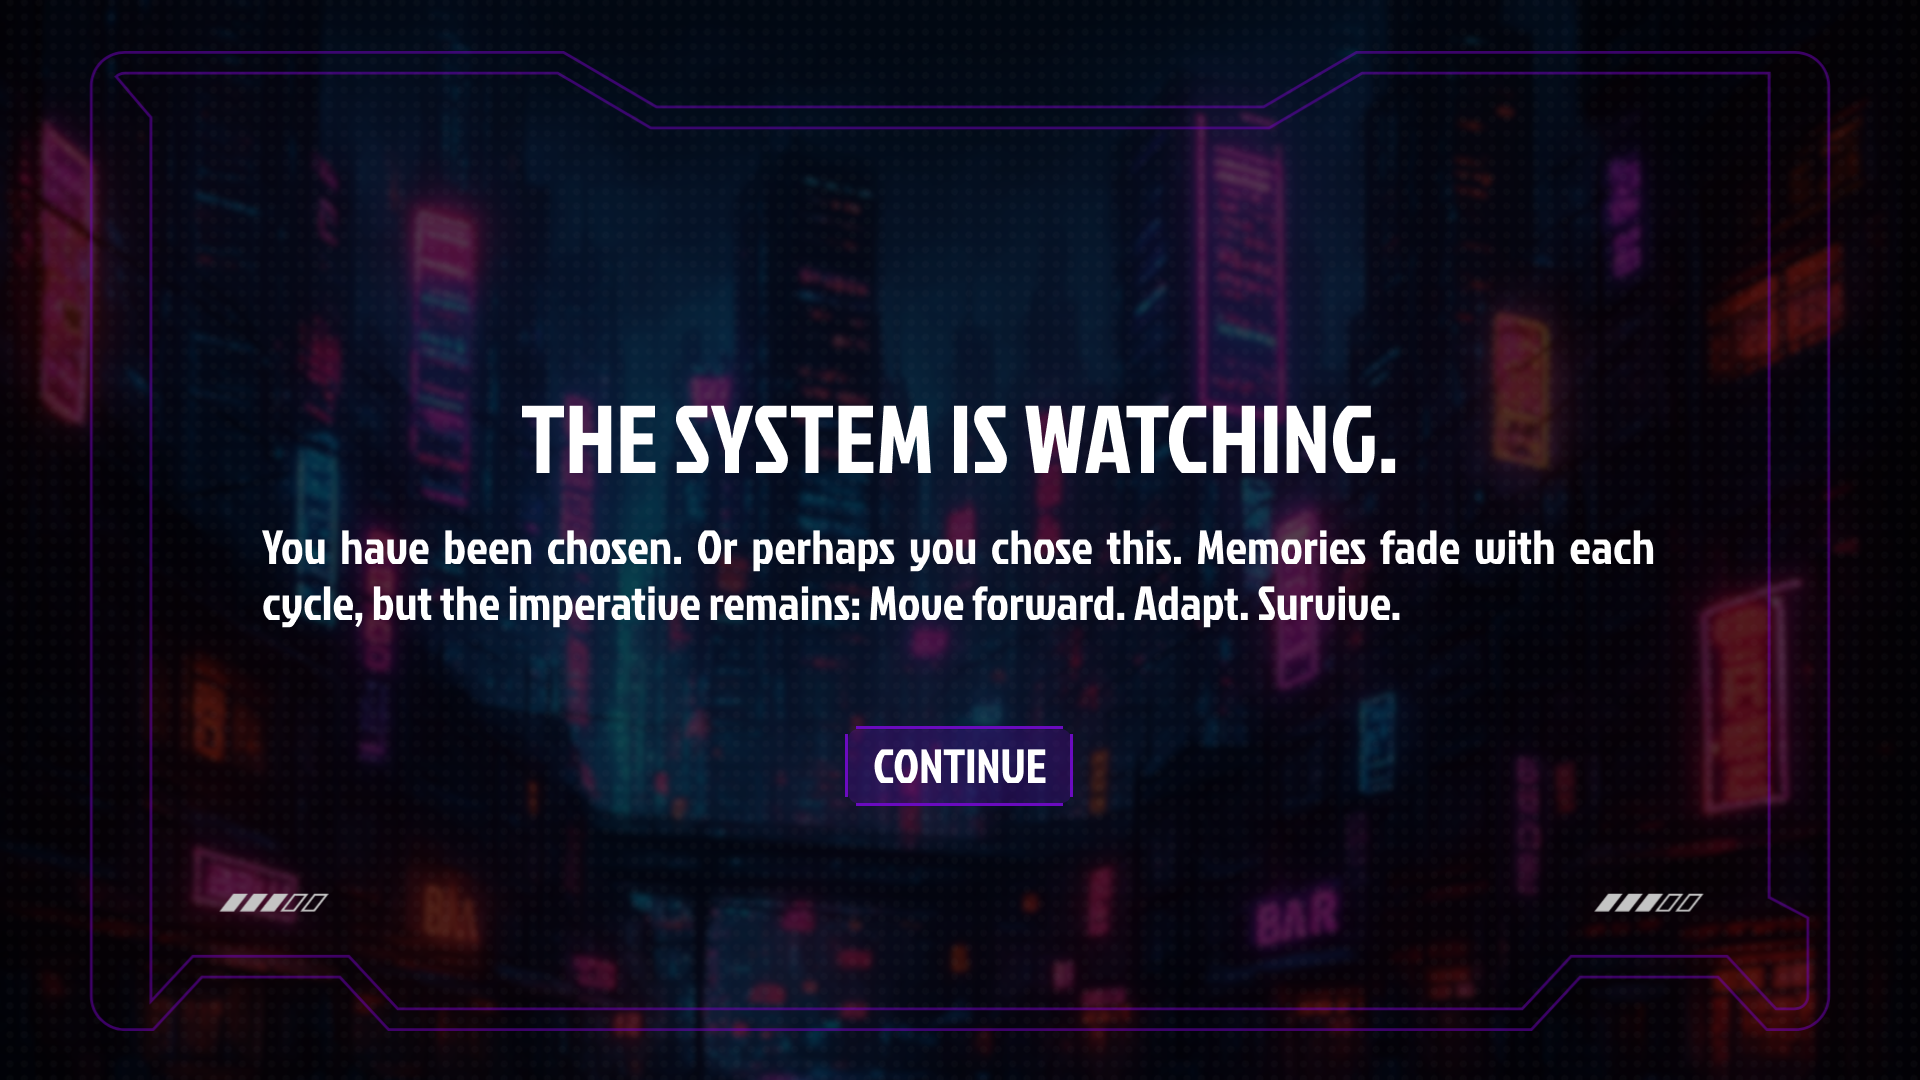 THE SYSTEM IS WATCHING.
You have been chosen. Or perhaps you chose this. Memories fade with each
cycle, but the imperative remains: Move forward. Adapt. Survive.
CONTINUE
BAR